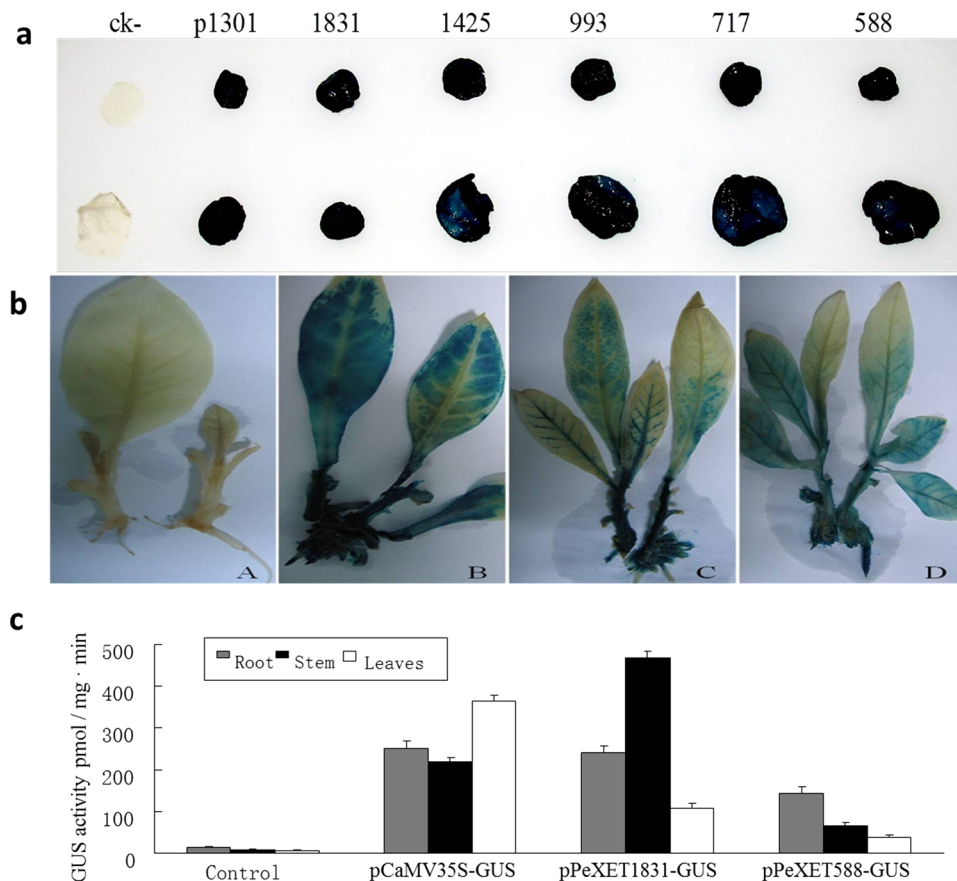 a
ck- p1301 1831 1425 993 717 588
b
A B C D
c
GUS activity pmol / mg · min
500
400
300
200
100
0
Root Stem Leaves
Control pCaMV35S-GUS pPeXET1831-GUS pPeXET588-GUS